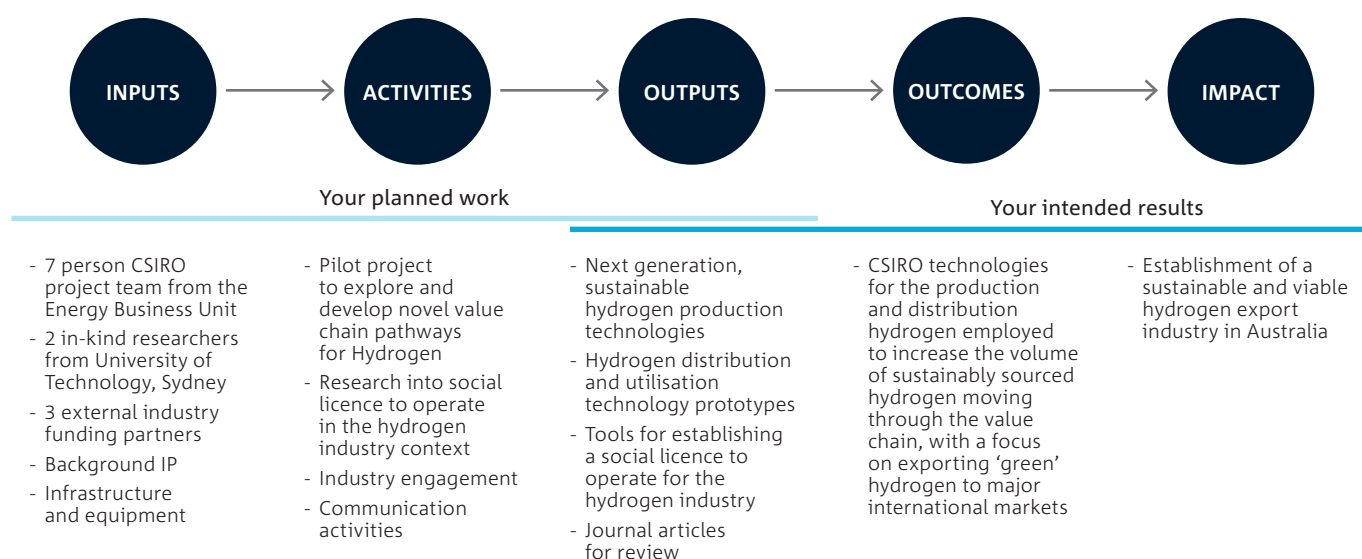 INPUTS
ACTIVITIES
OUTPUTS
OUTCOMES
IMPACT
Your planned work
Your intended results
- 7 person CSIRO
project team from the
Energy Business Unit
- 2 in-kind researchers
from University of
Technology, Sydney
- 3 external industry
funding partners
- Background IP
- Infrastructure
and equipment
- Pilot project
to explore and
develop novel value
chain pathways
for Hydrogen
- Research into social
licence to operate
in the hydrogen
industry context
- Industry engagement
- Communication
activities
- Next generation,
sustainable
hydrogen production
technologies
- Hydrogen distribution
and utilisation
technology prototypes
- Tools for establishing
a social licence to
operate for the
hydrogen industry
- Journal articles
for review
- CSIRO technologies
for the production
and distribution
hydrogen employed
to increase the volume
of sustainably sourced
hydrogen moving
through the value
chain, with a focus
on exporting ‘green’
hydrogen to major
international markets
- Establishment of a
sustainable and viable
hydrogen export
industry in Australia